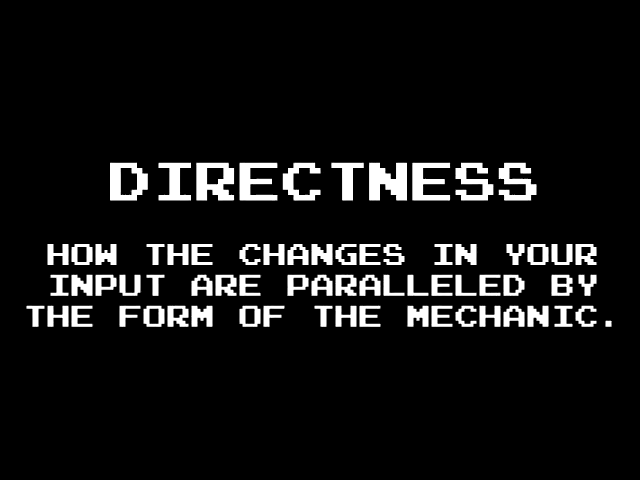 DIRECTNESS
HOW THE CHANGES IN YOUR
INPUT ARE PARALLELED BY
THE FORM OF THE MECHANIC.